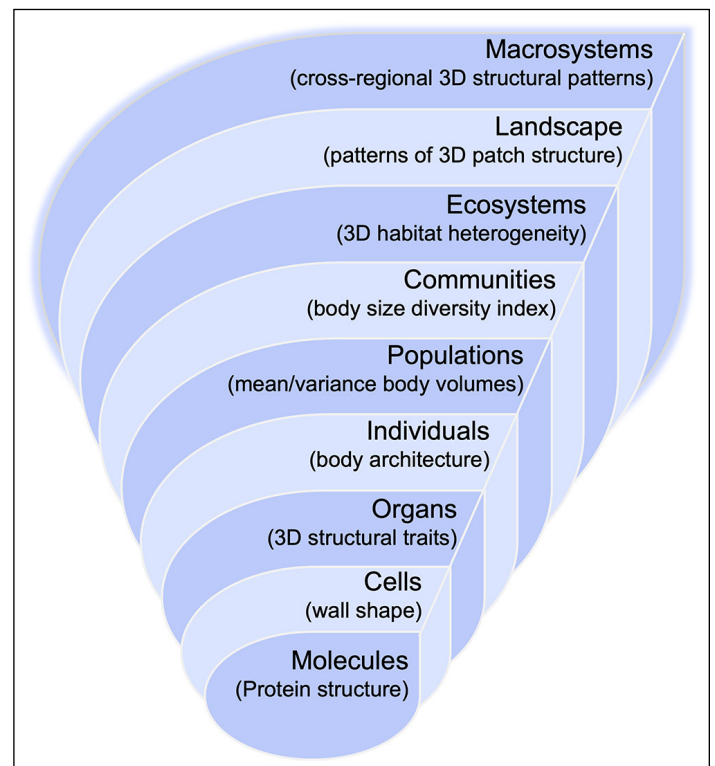 Macrosystems
(cross-regional 3D structural patterns)
Landscape
(patterns of 3D patch structure)
Ecosystems
(3D habitat heterogeneity)
Communities
(body size diversity index)
Populations
(mean/variance body volumes)
Individuals
(body architecture)
Organs
(3D structural traits)
Cells
(wall shape)
Molecules
(Protein structure)